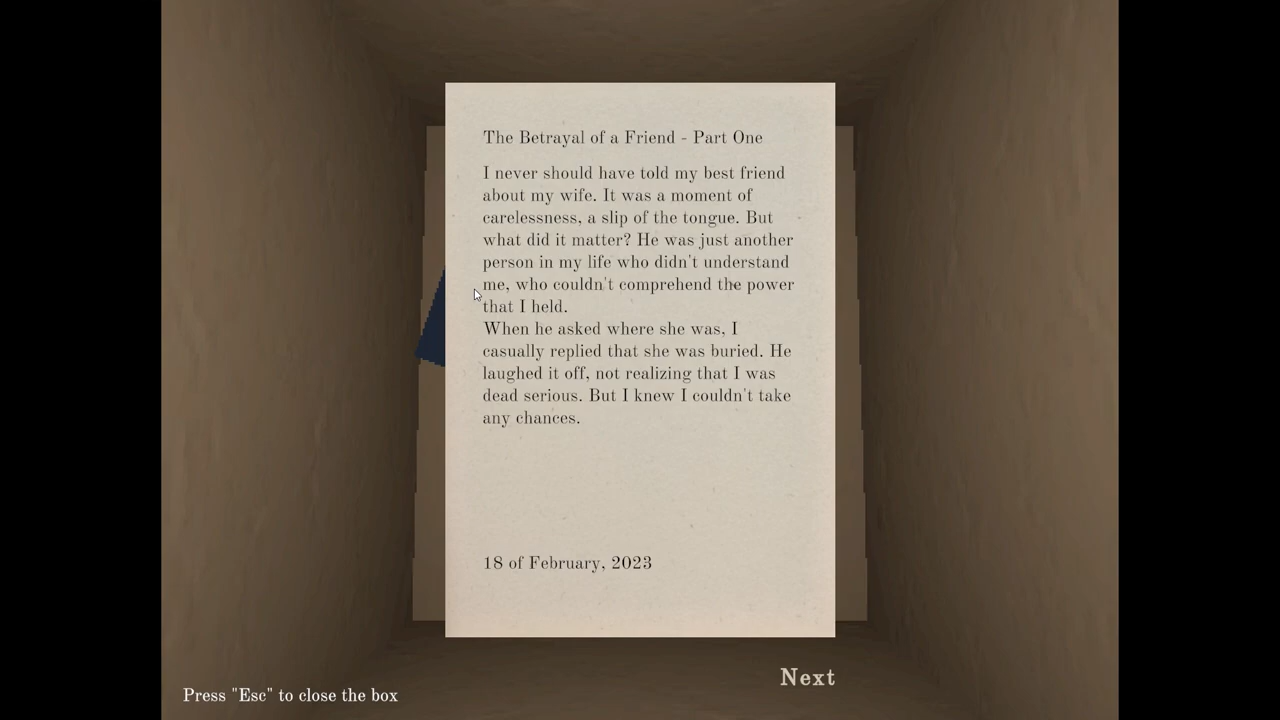 The Betrayal of a Friend - Part One
I never should have told my best friend
about my wife. It was a moment of
carelessness, a slip of the tongue. But
what did it matter? He was just another
person in my life who didn't understand
me, who couldn't comprehend the power
that I held.
When he asked where she was, I
casually replied that she was buried. He
laughed it off, not realizing that I was
dead serious. But I knew I couldn't take
any chances.
18 of February, 2023
Next
Press "Esc" to close the box